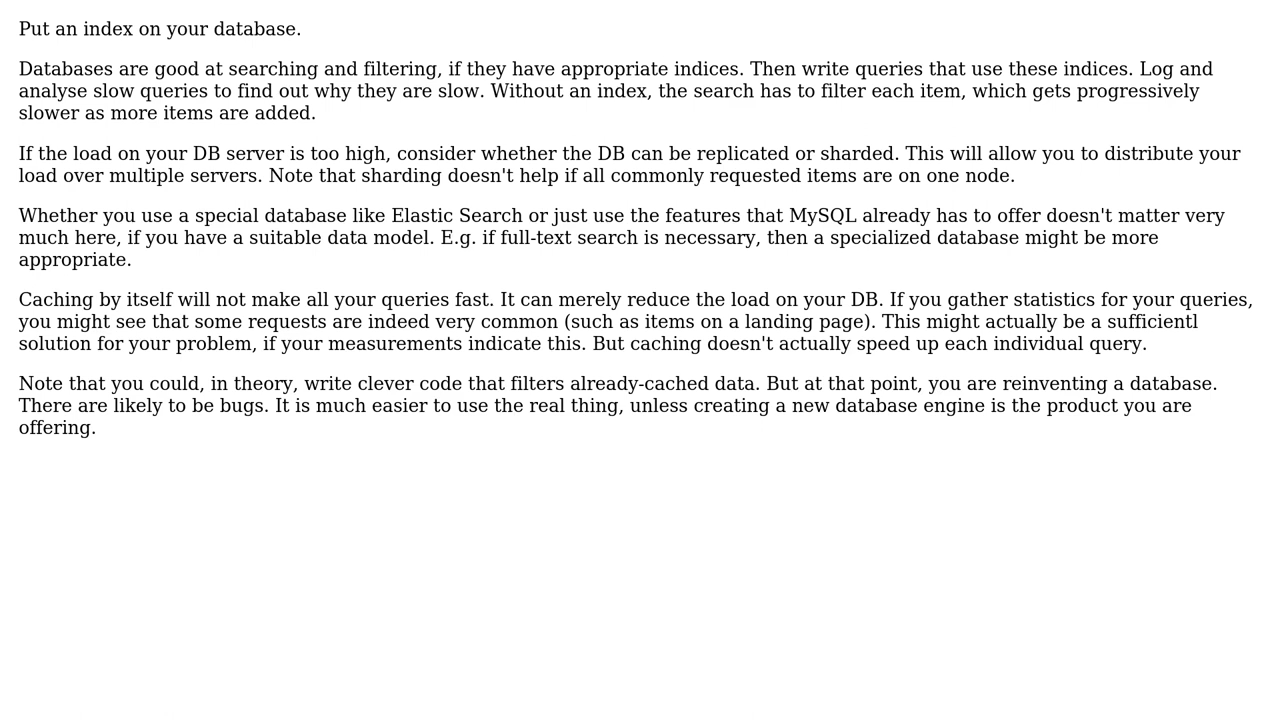 Put an index on your database.
Databases are good at searching and filtering, if they have appropriate indices. Then write queries that use these indices. Log and
analyse slow queries to find out why they are slow. Without an index, the search has to filter each item, which gets progressively
slower as more items are added.
If the load on your DB server is too high, consider whether the DB can be replicated or sharded. This will allow you to distribute your
load over multiple servers. Note that sharding doesn't help if all commonly requested items are on one node.
Whether you use a special database like Elastic Search or just use the features that MySQL already has to offer doesn't matter very
much here, if you have a suitable data model. E.g. if full-text search is necessary, then a specialized database might be more
appropriate.
Caching by itself will not make all your queries fast. It can merely reduce the load on your DB. If you gather statistics for your queries,
you might see that some requests are indeed very common (such as items on a landing page). This might actually be a sufficientl
solution for your problem, if your measurements indicate this. But caching doesn't actually speed up each individual query.
Note that you could, in theory, write clever code that filters already-cached data. But at that point, you are reinventing a database.
There are likely to be bugs. It is much easier to use the real thing, unless creating a new database engine is the product you are
offering.